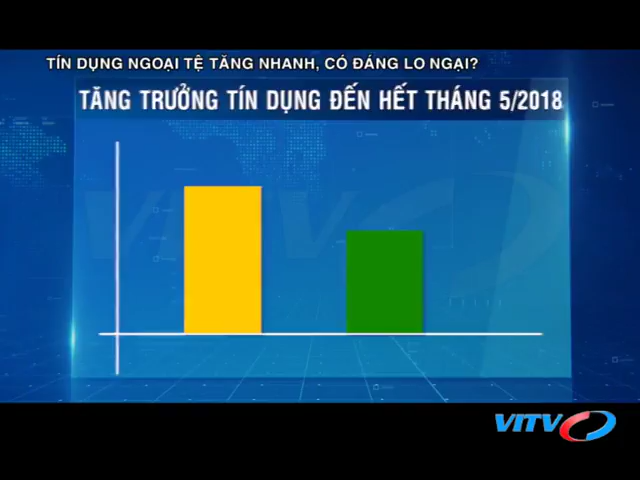 TÍN DỤNG NGOẠI TỆ TĂNG NHANH, CÓ ĐÁNG LO NGẠI?
TĂNG TRƯỞNG TÍN DỤNG ĐẾN HẾT THÁNG 5/2018
VITV
VITV